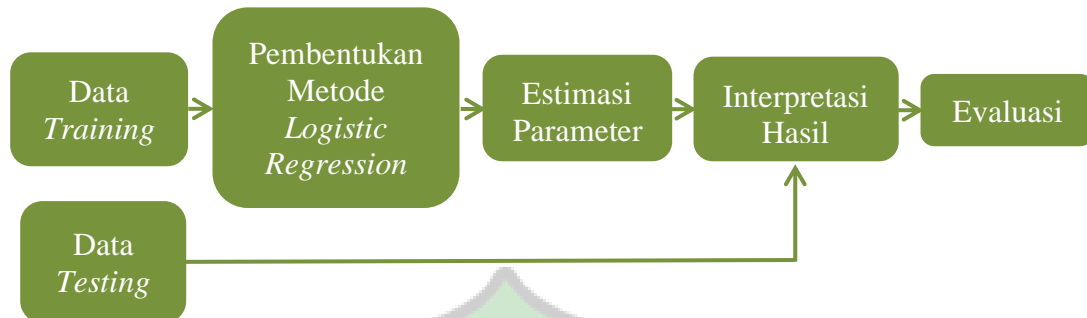 Data
Training
Pembentukan
Metode
Logistic
Regression
Estimasi
Parameter
Interpretasi
Hasil
Evaluasi
Data
Testing